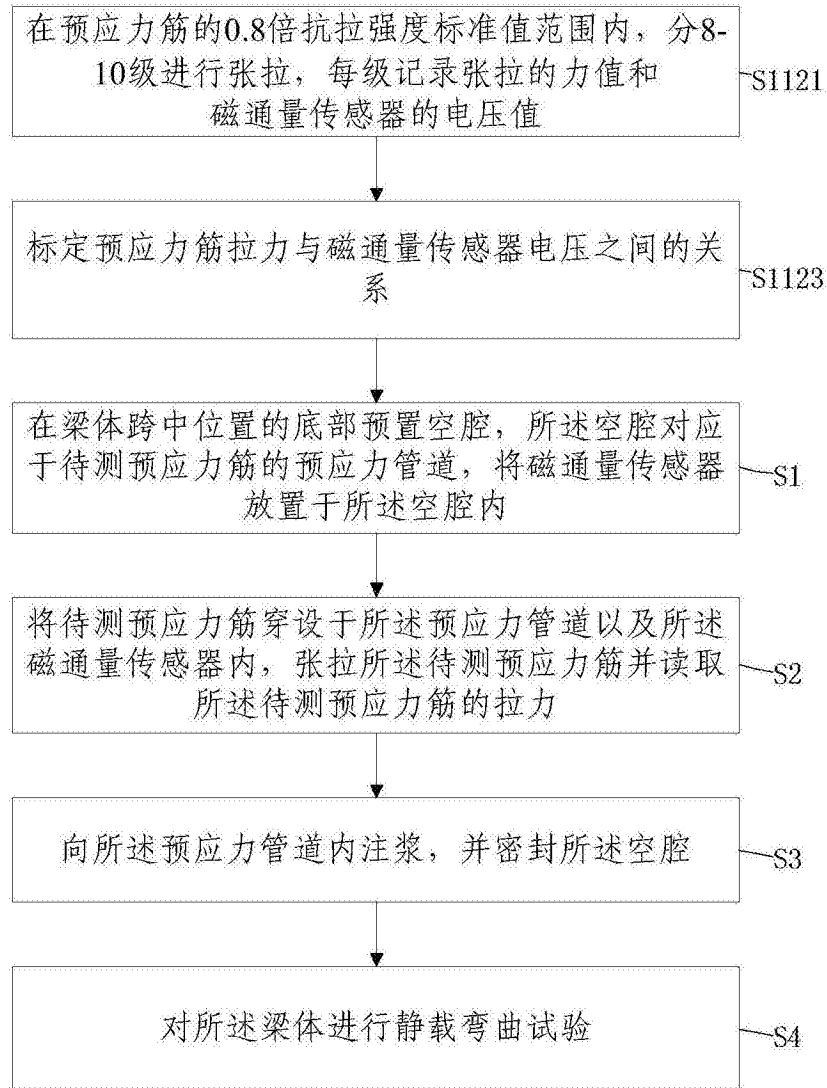 在预应力筋的0.8倍抗拉强度标准值范围内，分8-
10级进行张拉，每级记录张拉的力值和
磁通量传感器的电压值
S1121
标定预应力筋拉力与磁通量传感器电压之间的关
系
S1123
在梁体跨中位置的底部预置空腔，所述空腔对应
于待测预应力筋的预应力管道，将磁通量传感器
放置于所述空腔内
S1
将待测预应力筋穿设于所述预应力管道以及所述
磁通量传感器内，张拉所述待测预应力筋并读取
所述待测预应力筋的拉力
S2
向所述预应力管道内注浆，并密封所述空腔
S3
对所述梁体进行静载弯曲试验
S4